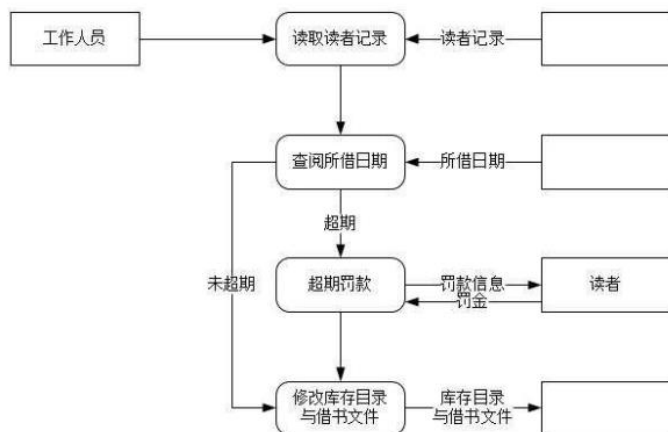 工作人员
读取读者记录
读者记录
查阅所借日期
所借日期
超期
未超期
超期罚款
罚款信息
罚金
读者
修改库存目录
与借书文件
库存目录
与借书文件